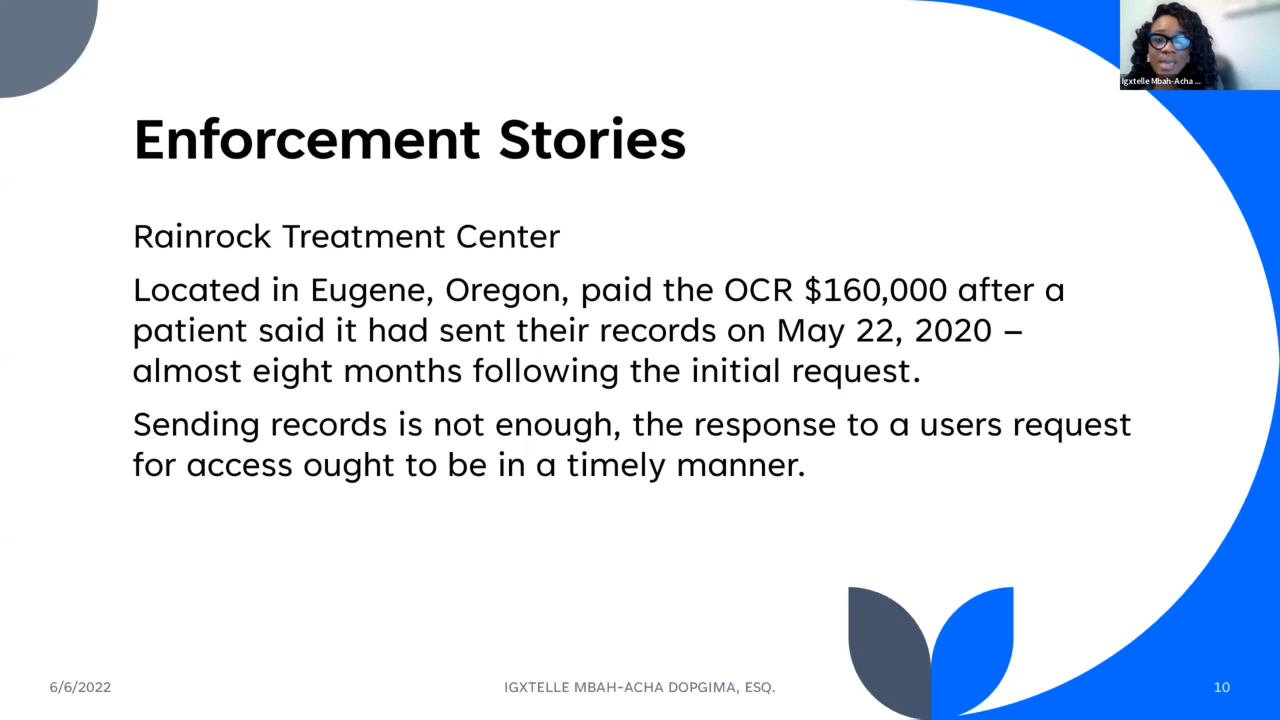 Igxtelle Mbah-Acha ...
Enforcement Stories
Rainrock Treatment Center
Located in Eugene, Oregon, paid the OCR $160,000 after a
patient said it had sent their records on May 22, 2020 –
almost eight months following the initial request.
Sending records is not enough, the response to a users request
for access ought to be in a timely manner.
6/6/2022
IGXTELLE MBAH-ACHA DOPGIMA, ESQ.
10